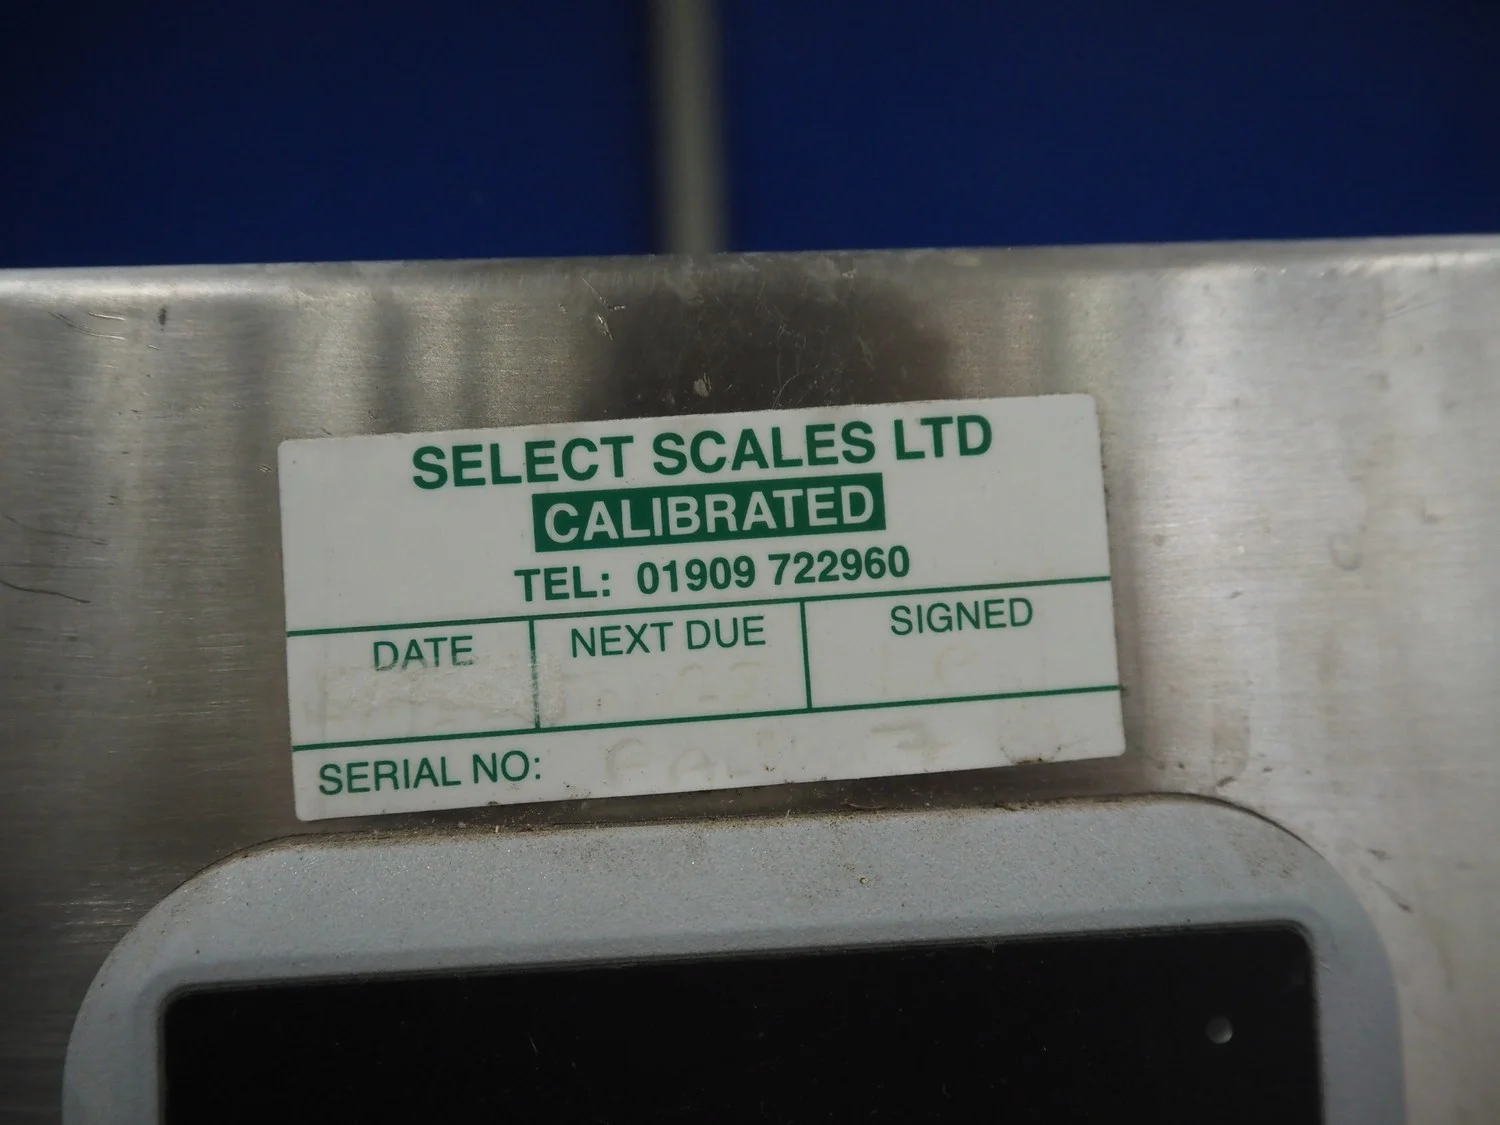 SELECT SCALES LTD
CALIBRATED
TEL: 01909 722960
DATE NEXT DUE SIGNED
SERIAL NO: